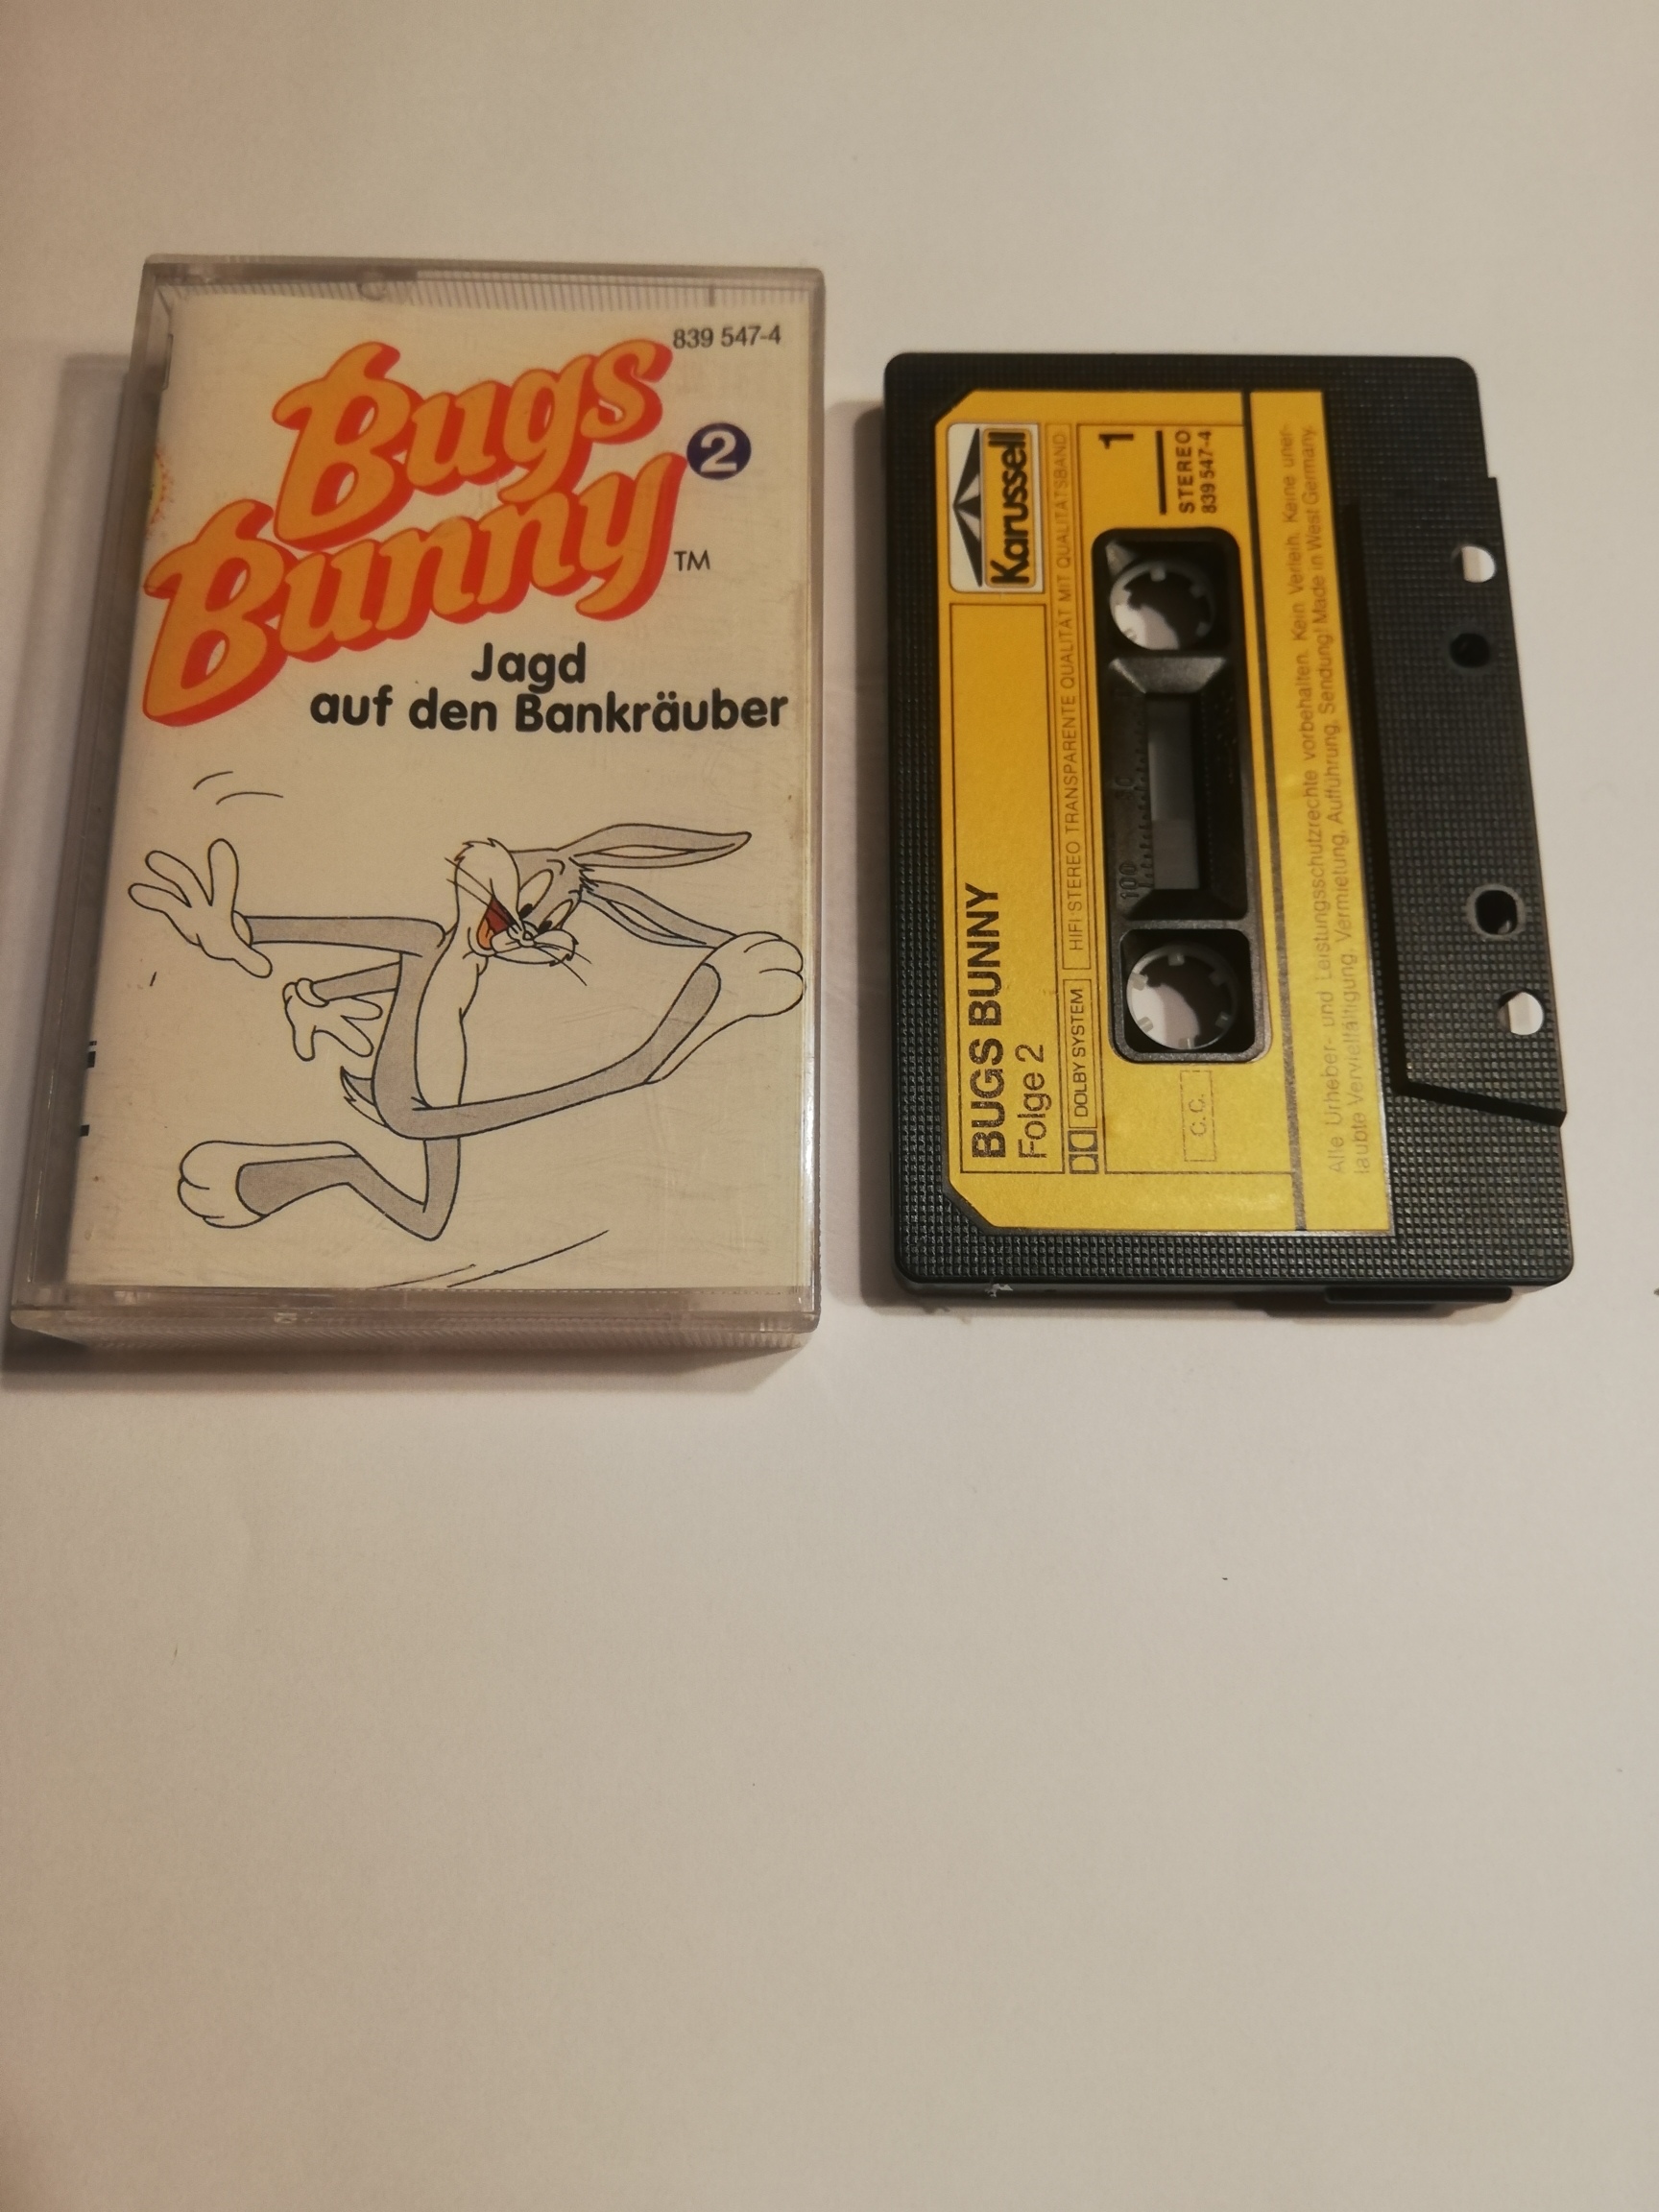 839 547-4
Bugs
Bunny
2
TM
Jagd
auf den Bankräuber
Karussell
BUGS BUNNY
Folge 2
DOLBY SYSTEM
HIFI-STEREO TRANSPARENTE QUALITÄT MIT QUALITÄTSBAND
1
STEREO
839 547-4
100
30
C.C.
Alle Urheber- und Leistungsschutzrechte vorbehalten. Kein Verleih. Keine uner-
laubte Vervielfältigung, Vermietung, Aufführung, Sendung! Made in West Germany.